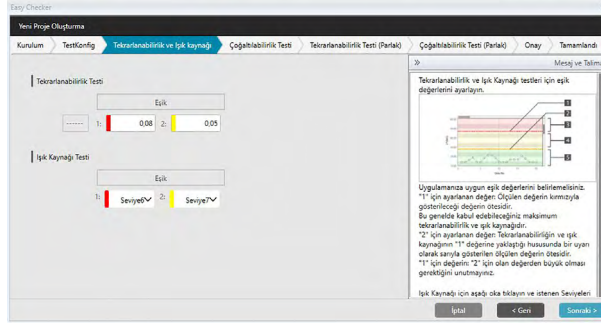 Easy Checker
Yeni Proje Oluşturma
Kurulum TestKonfig Tekrarlanabilirlik ve Işık kaynağı Çoğaltılabilirlik Testi Tekrarlanabilirlik Testi (Parlak) Çoğaltılabilirlik Testi (Parlak) Onay Tamamlandı
» Mesaj ve Talima
Tekrarlanabilirlik Testi
Eşik
------ 1: 0,08 2: 0,05
Işık Kaynağı Testi
Eşik
1: Seviye6 2: Seviye7
Tekrarlanabilirlik ve Işık Kaynağı testleri için eşik
değerlerini ayarlayın.
1
2
3
4
5
Uygulamanıza uygun eşik değerlerini belirlemelisiniz.
"1" için ayarlanan değer: Ölçülen değerin kırmızıyla
gösterileceği değerin ötesidir.
Bu genelde kabul edebileceğiniz maksimum
tekrarlanabilirlik ve ışık kaynağıdır.
"2" için ayarlanan değer: Tekrarlanabilirliğin ve ışık
kaynağının "1" değerine yaklaştığı hususunda bir uyarı
olarak sarıyla gösterilen ölçülen değerin ötesidir.
"1" için değerin: "2" için olan değerden büyük olması
gerektiğini unutmayınız.
Işık Kaynağı için aşağı oka tıklayın ve istenen Seviyeleri
İptal < Geri Sonraki >